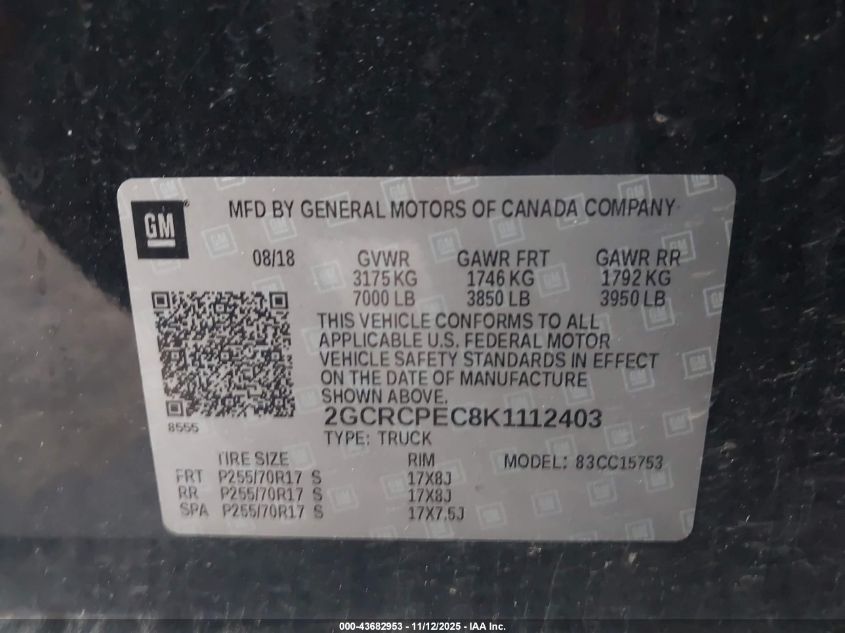 GM
MFD BY GENERAL MOTORS OF CANADA COMPANY
08/18 GVWR GAWR FRT GAWR RR
3175 KG 1746 KG 1792 KG
7000 LB 3850 LB 3950 LB
THIS VEHICLE CONFORMS TO ALL
APPLICABLE U.S. FEDERAL MOTOR
VEHICLE SAFETY STANDARDS IN EFFECT
ON THE DATE OF MANUFACTURE
SHOWN ABOVE.
8555
2GCRCPEC8K1112403
TYPE: TRUCK
TIRE SIZE RIM MODEL: 83CC15753
FRT P255/70R17 S 17X8J
RR P255/70R17 S 17X8J
SPA P255/70R17 S 17X7.5J
000-43682953 - 11/12/2025 - IAA Inc.